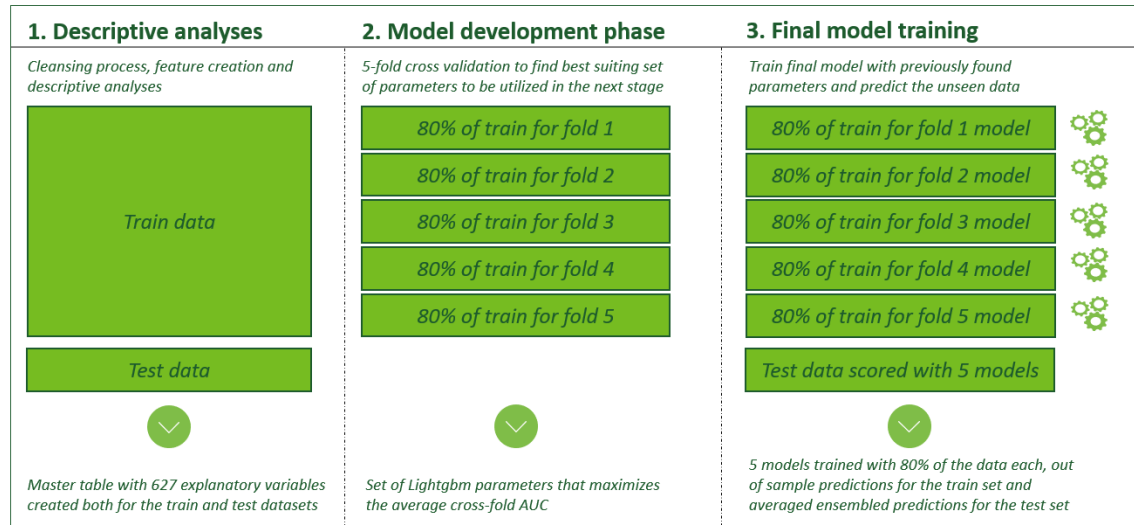 1. Descriptive analyses
Cleansing process, feature creation and
descriptive analyses
Train data
Test data
Master table with 627 explanatory variables
created both for the train and test datasets
2. Model development phase
5-fold cross validation to find best suiting set
of parameters to be utilized in the next stage
80% of train for fold 1
80% of train for fold 2
80% of train for fold 3
80% of train for fold 4
80% of train for fold 5
Set of Lightgbm parameters that maximizes
the average cross-fold AUC
3. Final model training
Train final model with previously found
parameters and predict the unseen data
80% of train for fold 1 model
80% of train for fold 2 model
80% of train for fold 3 model
80% of train for fold 4 model
80% of train for fold 5 model
Test data scored with 5 models
5 models trained with 80% of the data each, out
of sample predictions for the train set and
averaged ensembled predictions for the test set